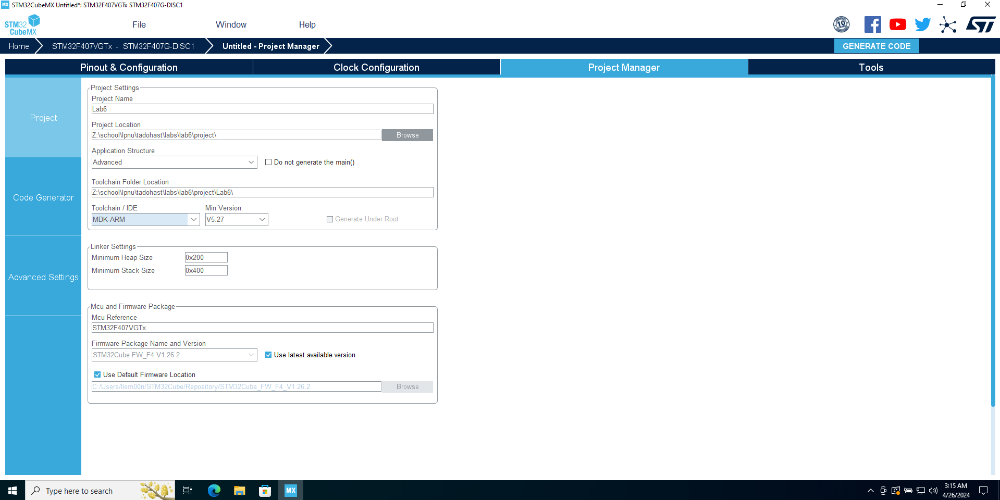 MX STM32CubeMX Untitled*: STM32F407VGTx STM32F407G-DISC1
STM32 CubeMX
File Window Help
10
ST
Home STM32F407VGTx - STM32F407G-DISC1 Untitled - Project Manager GENERATE CODE
Pinout & Configuration Clock Configuration Project Manager Tools
Project
Code Generator
Advanced Settings
Project Settings
Project Name
Lab6
Project Location
Z:\school\lpnu\tadohast\labs\lab6\project\ Browse
Application Structure
Advanced Do not generate the main()
Toolchain Folder Location
Z:\school\lpnu\tadohast\labs\lab6\project\Lab6\
Toolchain / IDE Min Version
MDK-ARM V5.27 Generate Under Root
Linker Settings
Minimum Heap Size 0x200
Minimum Stack Size 0x400
Mcu and Firmware Package
Mcu Reference
STM32F407VGTx
Firmware Package Name and Version
STM32Cube FW_F4 V1.26.2 Use latest available version
Use Default Firmware Location
C:/Users/llem00n/STM32Cube/Repository/STM32Cube_FW_F4_V1.26.2 Browse
Type here to search MX
3:15 AM
4/26/2024